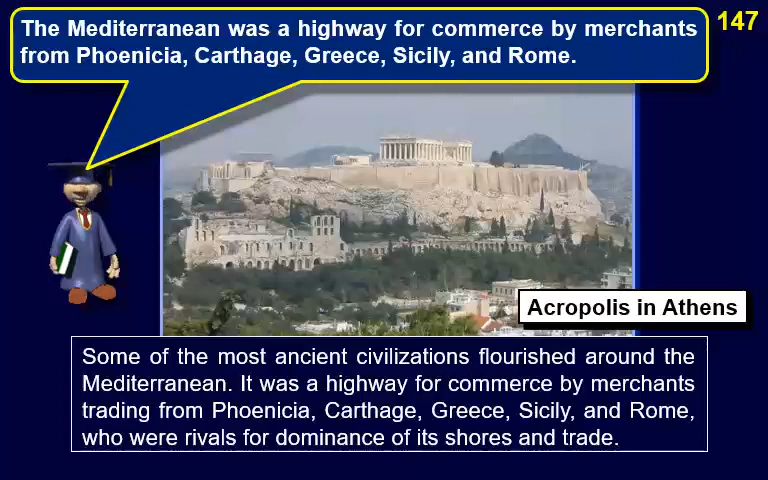 The Mediterranean was a highway for commerce by merchants
from Phoenicia, Carthage, Greece, Sicily, and Rome.
147
Acropolis in Athens
Some of the most ancient civilizations flourished around the
Mediterranean. It was a highway for commerce by merchants
trading from Phoenicia, Carthage, Greece, Sicily, and Rome,
who were rivals for dominance of its shores and trade.